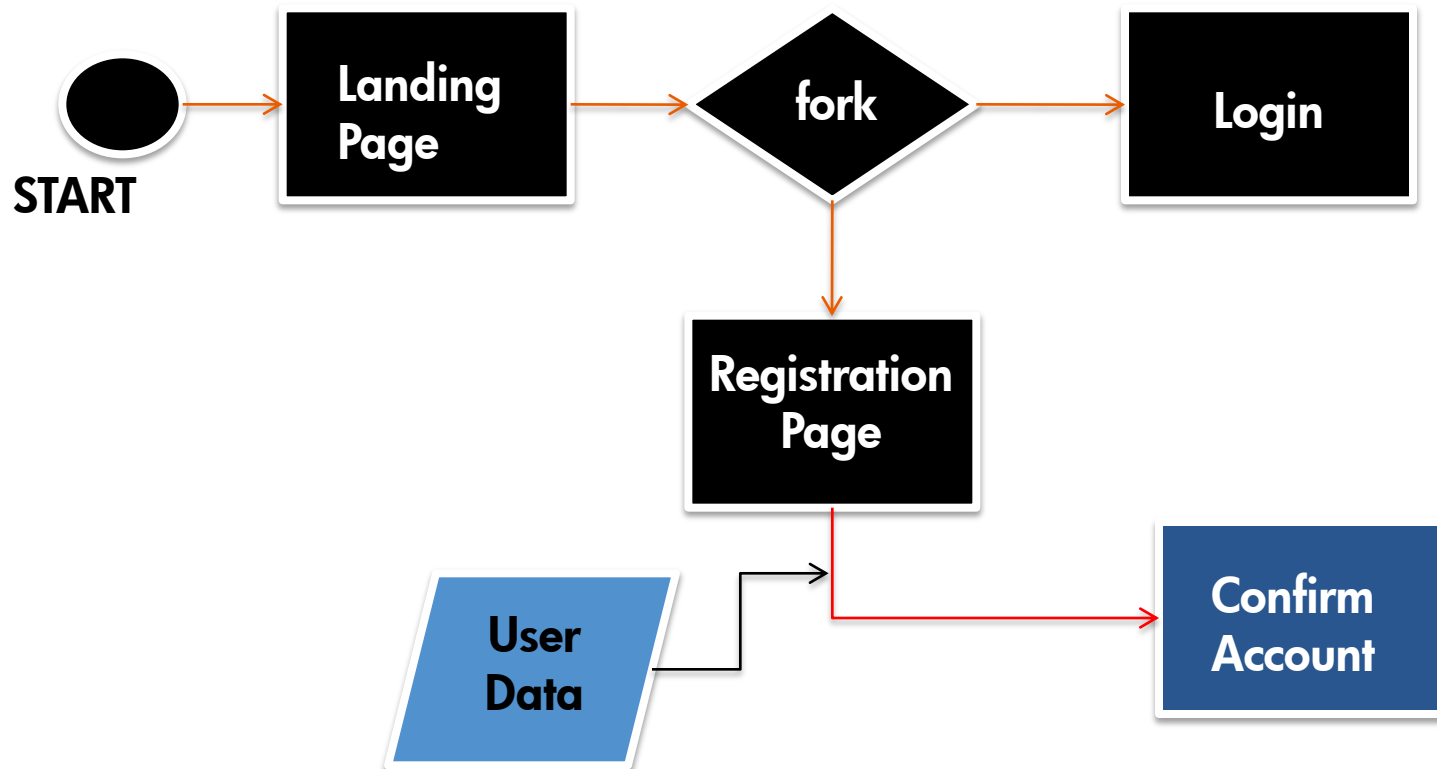 Landing
Page
fork
Login
START
Registration
Page
User
Data
Confirm
Account